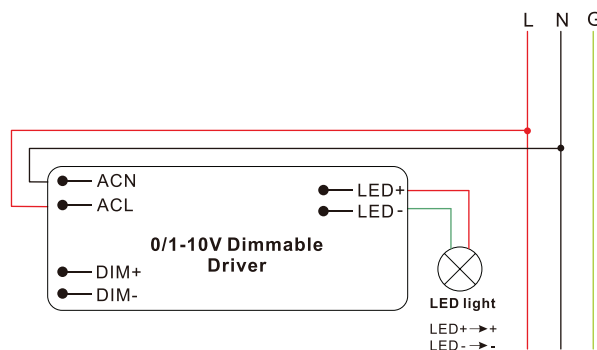 L N G
ACN
ACL
LED+
LED-
0/1-10V Dimmable
Driver
DIM+
DIM-
LED light
LED+→+
LED-→-